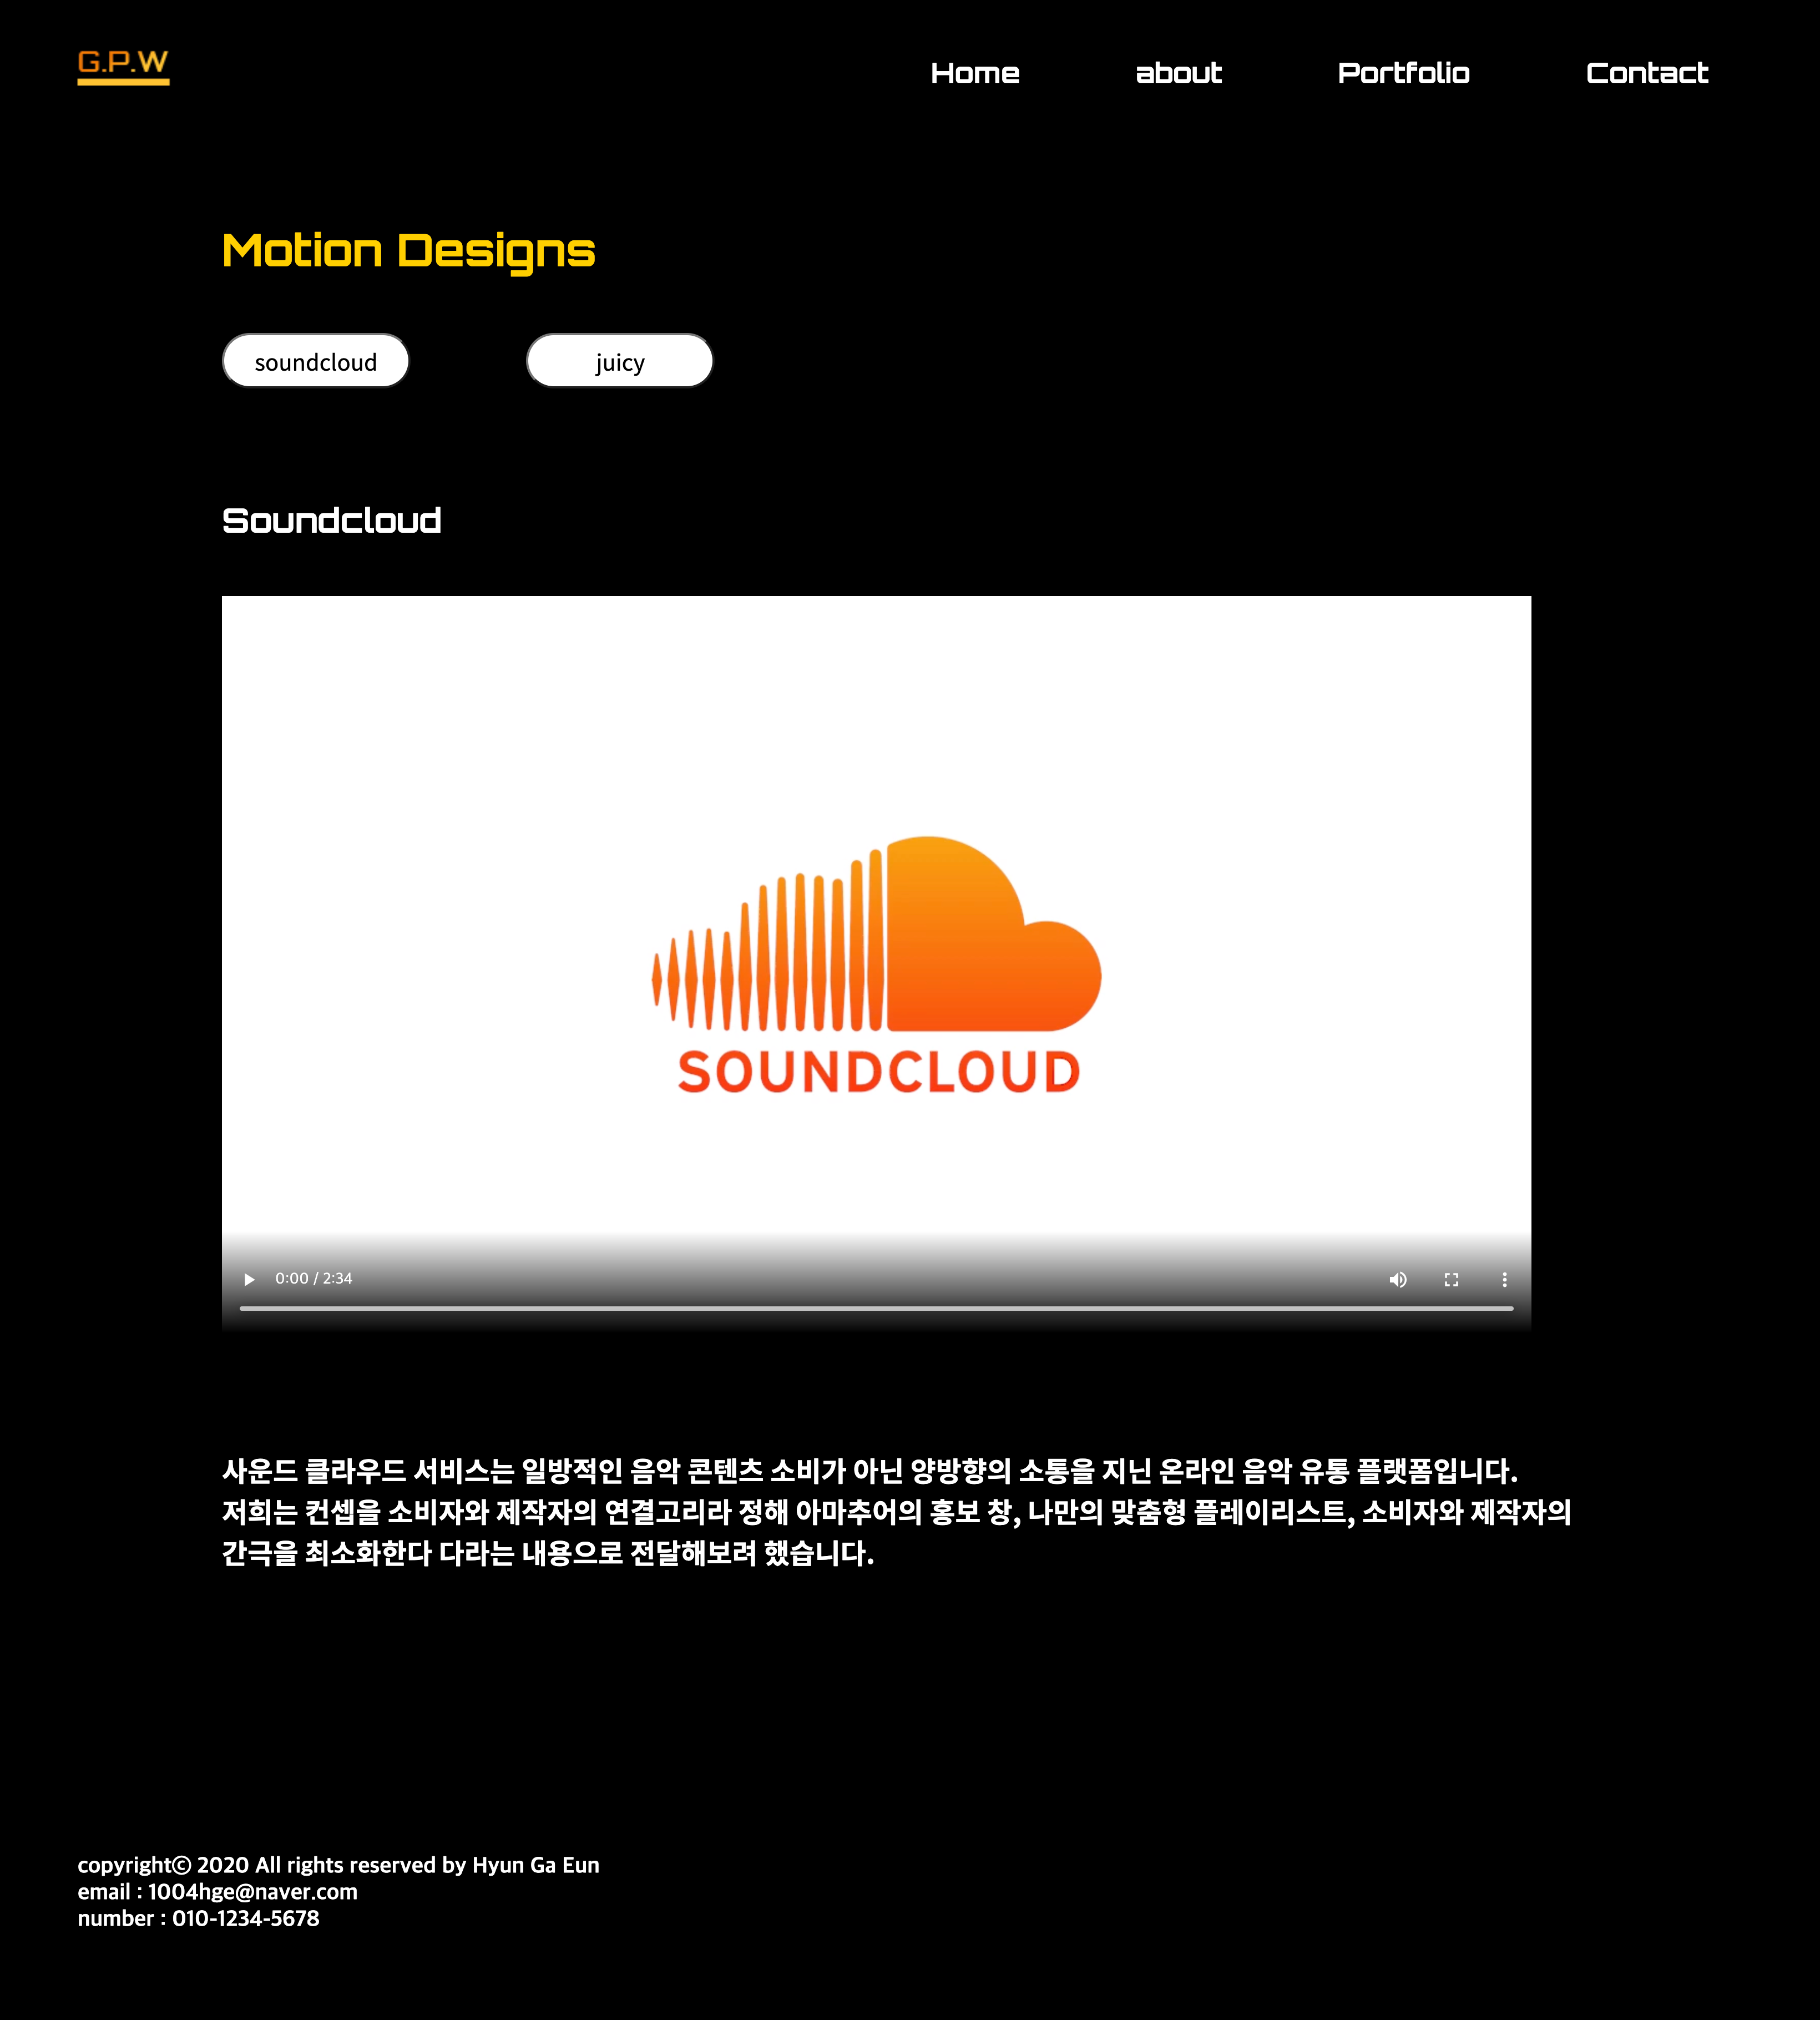 G.P.W
Home about Portfolio Contact
Motion Designs
soundcloud juicy
Soundcloud
SOUNDCLOUD
0:00 / 2:34
사운드 클라우드 서비스는 일방적인 음악 콘텐츠 소비가 아닌 양방향의 소통을 지닌 온라인 음악 유통 플랫폼입니다.
저희는 컨셉을 소비자와 제작자의 연결고리라 정해 아마추어의 홍보 창, 나만의 맞춤형 플레이리스트, 소비자와 제작자의
간극을 최소화한다 다라는 내용으로 전달해보려 했습니다.
copyright© 2020 All rights reserved by Hyun Ga Eun
email : 1004hge@naver.com
number : 010-1234-5678